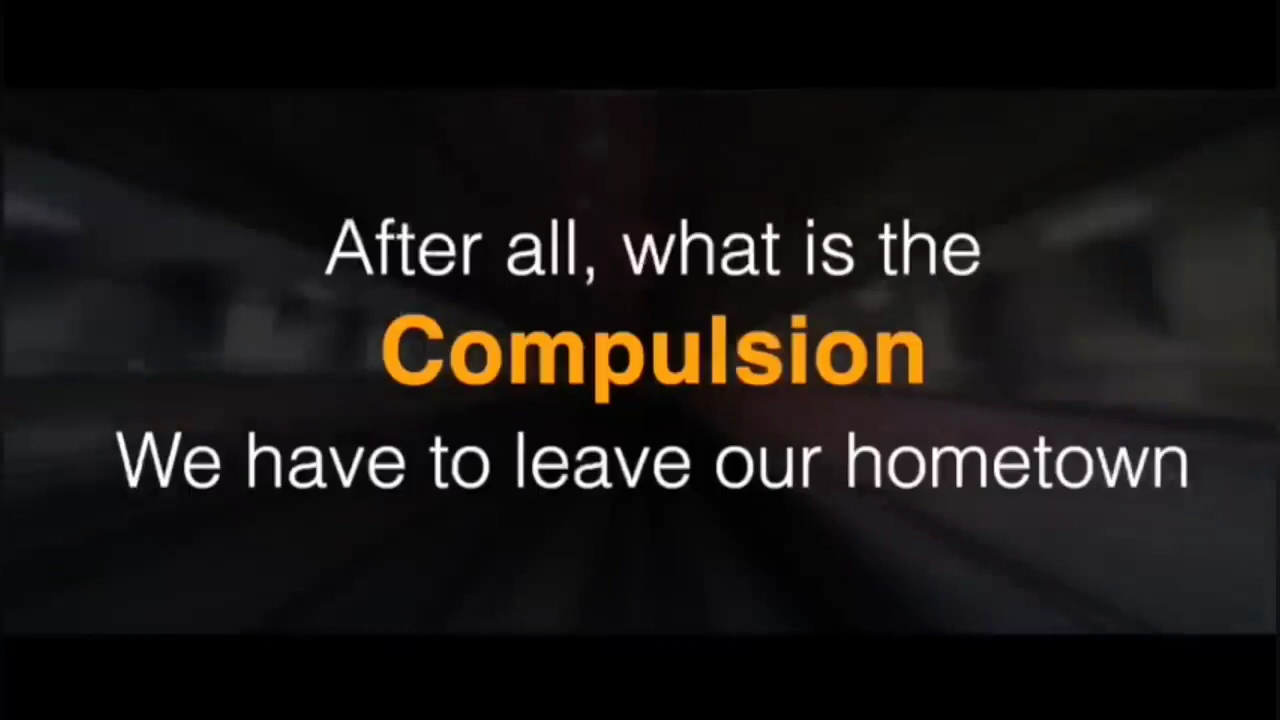 After all, what is the
Compulsion
We have to leave our hometown